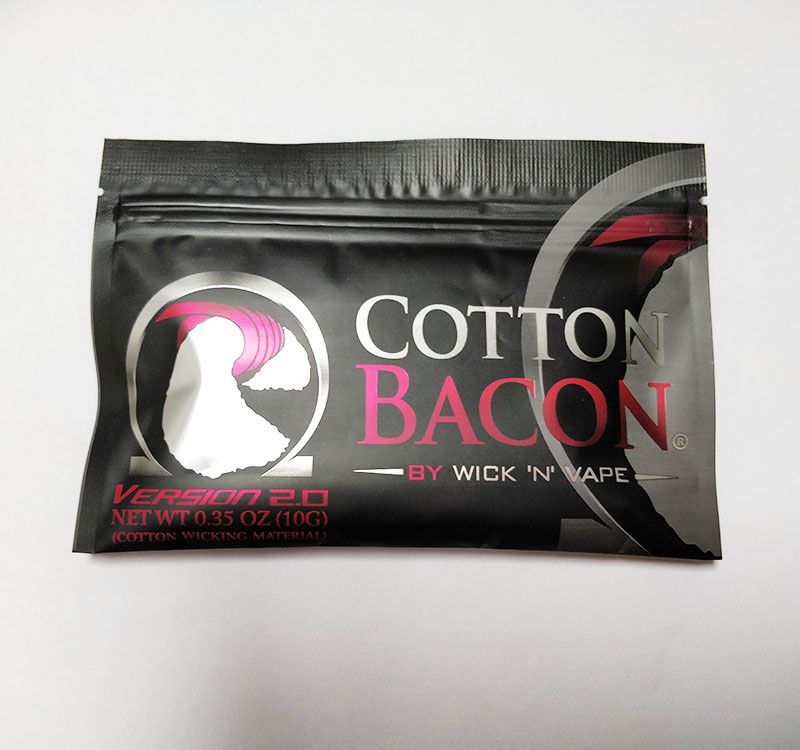 COTTON
BACON®
BY WICK 'N' VAPE
VERSION 2.0
NET WT 0.35 OZ (10G)
(COTTON WICKING MATERIAL)